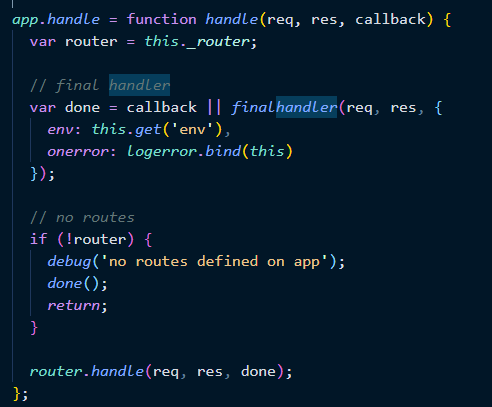 app.handle = function handle(req, res, callback) {
  var router = this._router;
  // final handler
  var done = callback || finalhandler(req, res, {
    env: this.get('env'),
    onerror: logerror.bind(this)
  });
  // no routes
  if (!router) {
    debug('no routes defined on app');
    done();
    return;
  }
  router.handle(req, res, done);
};